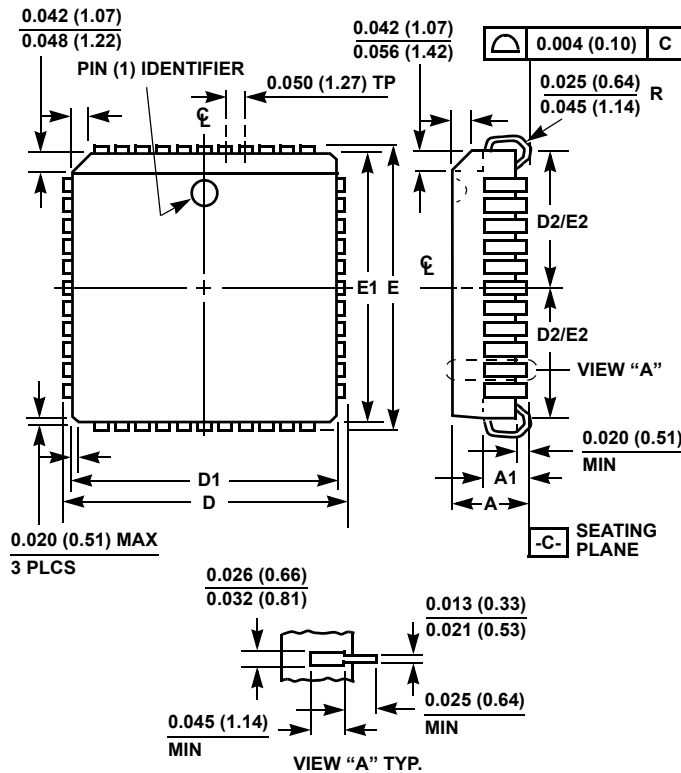 0.042 (1.07)
0.048 (1.22)
PIN (1) IDENTIFIER
0.050 (1.27) TP
℄
0.042 (1.07)
0.056 (1.42)
⌓ 0.004 (0.10) C
0.025 (0.64)
0.045 (1.14)
R
D2/E2
℄
E1
E
D2/E2
VIEW “A”
0.020 (0.51)
MIN
A1
A
D1
D
0.020 (0.51) MAX
3 PLCS
-C-
SEATING
PLANE
0.026 (0.66)
0.032 (0.81)
0.013 (0.33)
0.021 (0.53)
0.045 (1.14)
MIN
0.025 (0.64)
MIN
VIEW “A” TYP.